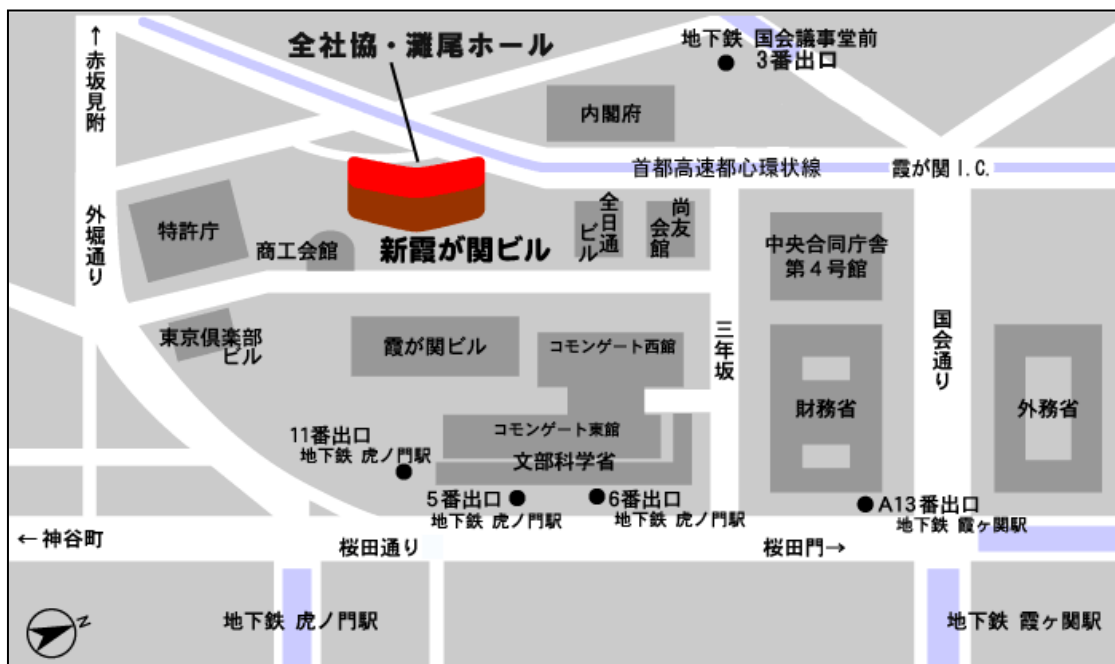 全社協・灘尾ホール
地下鉄 国会議事堂前
3番出口
↑赤坂見附
内閣府
首都高速都心環状線
霞が関 I.C.
外堀通り
特許庁
商工会館
新霞が関ビル
全日通
ビル
尚友
会館
中央合同庁舎
第4号館
東京倶楽部
ビル
霞が関ビル
コモンゲート西館
三年坂
国会通り
財務省
外務省
コモンゲート東館
文部科学省
11番出口
地下鉄 虎ノ門駅
5番出口
地下鉄 虎ノ門駅
6番出口
地下鉄 虎ノ門駅
A13番出口
地下鉄 霞ヶ関駅
←神谷町
桜田通り
桜田門→
地下鉄 虎ノ門駅
地下鉄 霞ヶ関駅
N